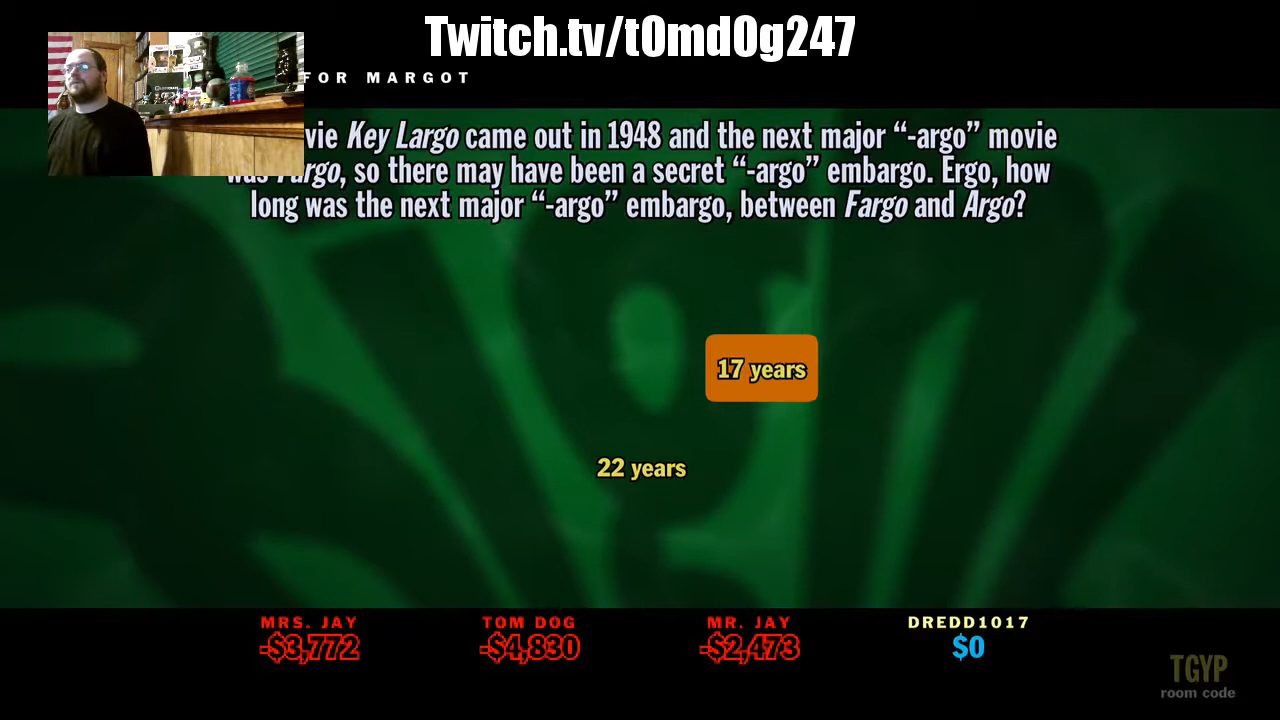 Twitch.tv/t0md0g247
FOR MARGOT
Key Largo came out in 1948 and the next major “-argo” movie
so there may have been a secret “-argo” embargo. Ergo, how
long was the next major “-argo” embargo, between Fargo and Argo?
17 years
22 years
MRS. JAY TOM DOG MR. JAY DREDD1017
-$3,772 -$4,830 -$2,473 $0
TGYP
room code